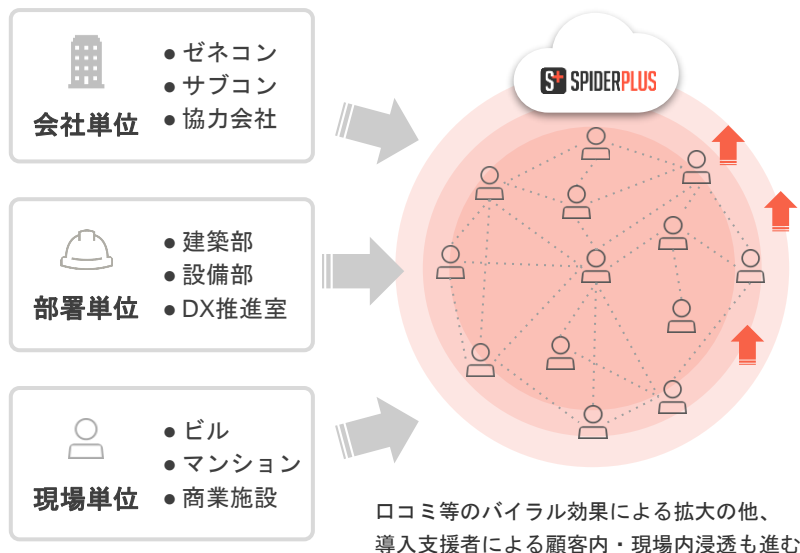 会社単位
● ゼネコン
● サブコン
● 協力会社
部署単位
● 建築部
● 設備部
● DX推進室
現場単位
● ビル
● マンション
● 商業施設
S+ SPIDERPLUS
口コミ等のバイラル効果による拡大の他、
導入支援者による顧客内・現場内浸透も進む